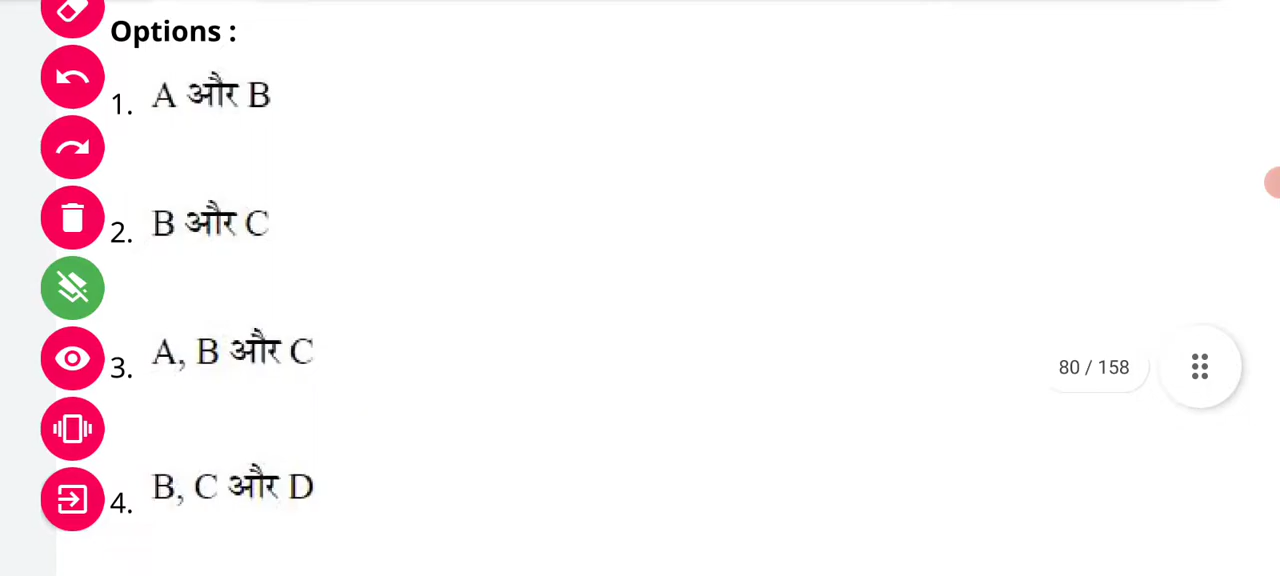 Options :
1. A और B
2. B और C
3. A, B और C
80 / 158
4. B, C और D